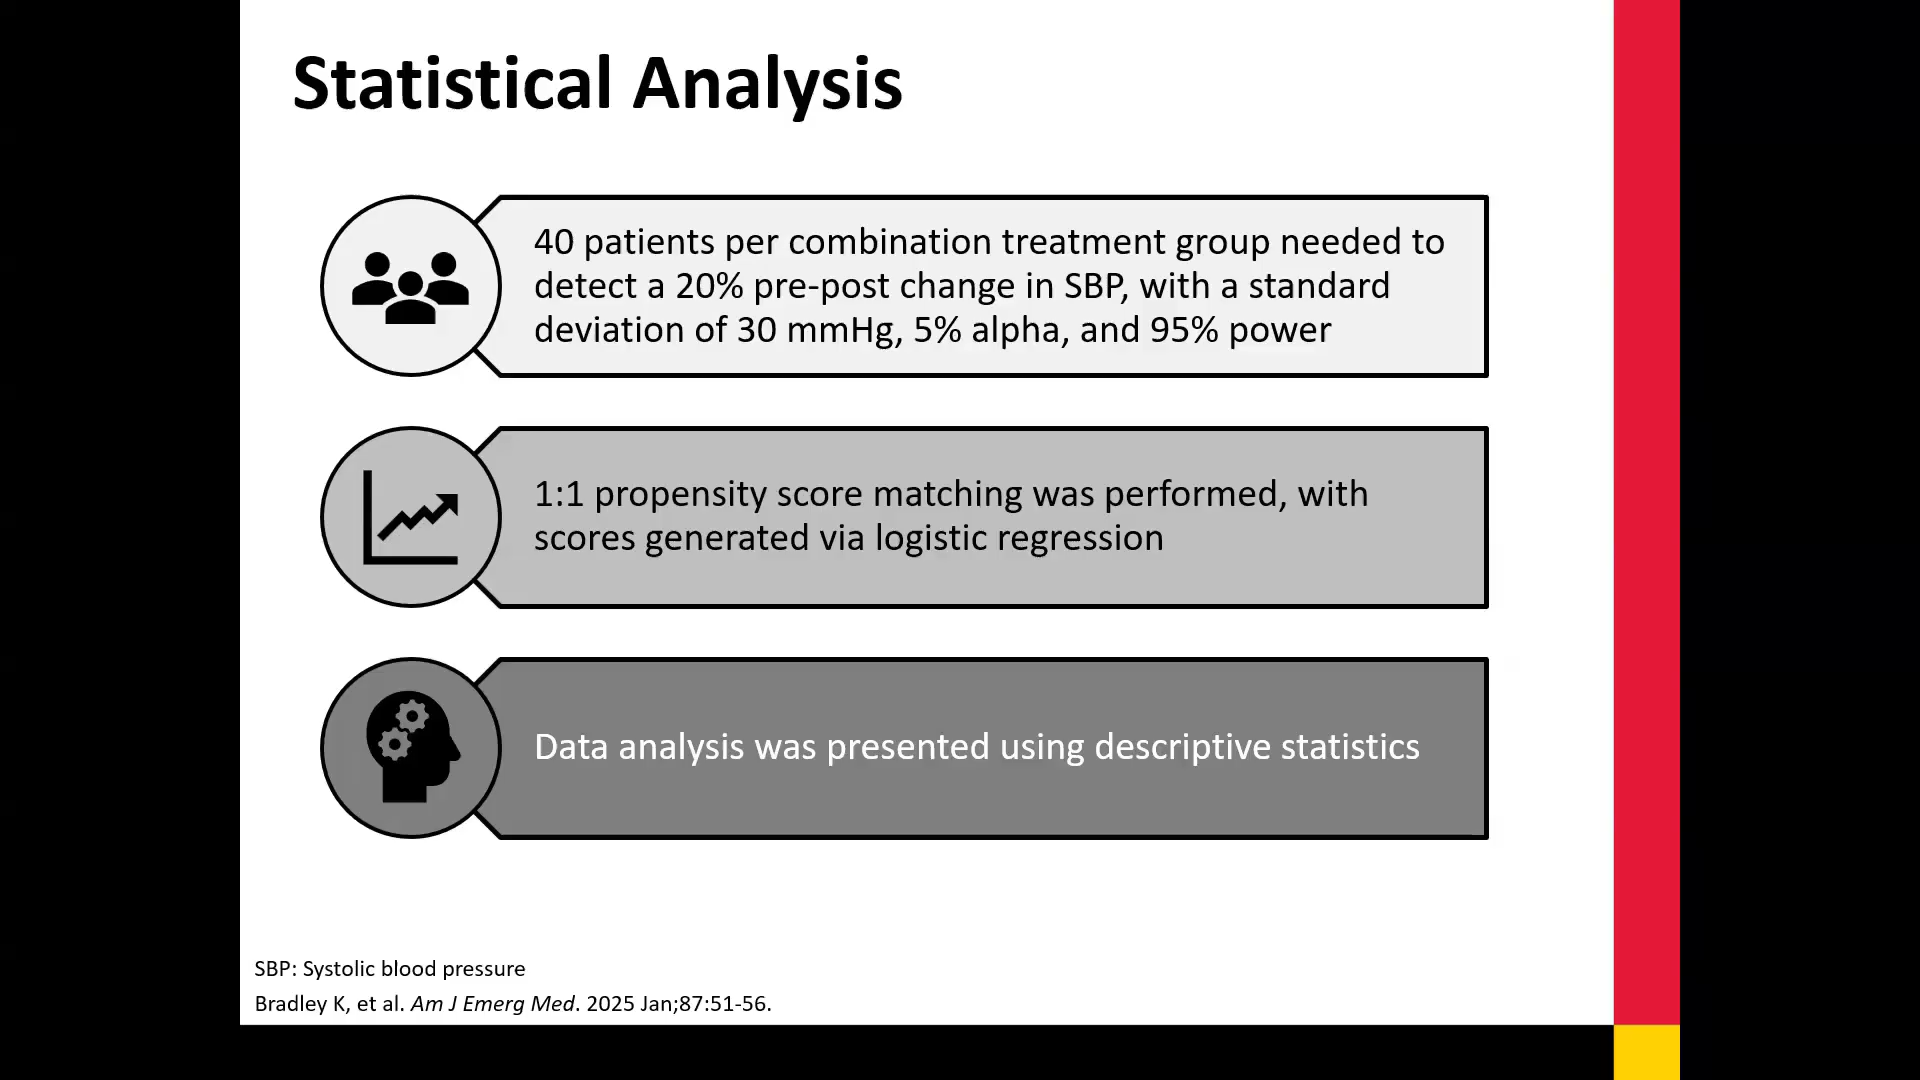 Statistical Analysis
40 patients per combination treatment group needed to
detect a 20% pre-post change in SBP, with a standard
deviation of 30 mmHg, 5% alpha, and 95% power
1:1 propensity score matching was performed, with
scores generated via logistic regression
Data analysis was presented using descriptive statistics
SBP: Systolic blood pressure
Bradley K, et al. Am J Emerg Med. 2025 Jan;87:51-56.